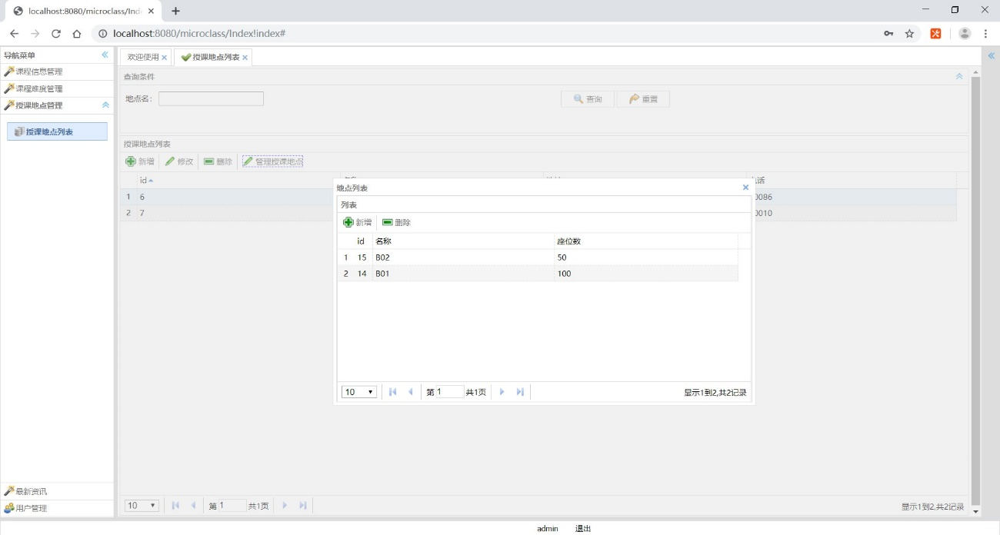 localhost:8080/microclass/Ind
localhost:8080/microclass/Index!index#
导航菜单
课程信息管理
课程难度管理
授课地点管理
授课地点列表
最新资讯
用户管理
欢迎使用 授课地点列表
查询条件
地点名： 查询 重置
授课地点列表
新增 修改 删除 管理授课地点
id 话
1 6 0086
2 7 0010
地点列表
列表
新增 删除
id 名称 座位数
1 15 B02 50
2 14 B01 100
10 第 1 共1页 显示1到2,共2记录
10 第 1 共1页 显示1到2,共2记录
admin 退出